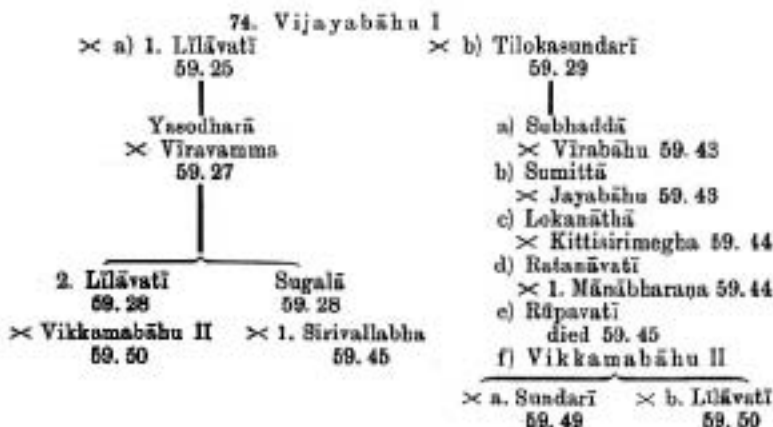 74. Vijayabāhu I
⨯ a) 1. Līlāvatī
59. 25
Yasodharā
⨯ Vīravamma
59. 27
2. Līlāvatī
59. 28
⨯ Vikkamabāhu II
59. 50
Sugalā
59. 28
⨯ 1. Sirivallabha
59. 45
⨯ b) Tilokasundarī
59. 29
a) Subhaddā
⨯ Vīrabāhu 59. 43
b) Sumittā
⨯ Jayabāhu 59. 43
c) Lokanāthā
⨯ Kittisirimegha 59. 44
d) Ratanāvatī
⨯ 1. Mānābharaṇa 59. 44
e) Rūpavatī
died 59. 45
f) Vikkamabāhu II
⨯ a. Sundarī
59. 49
⨯ b. Līlāvatī
59. 50